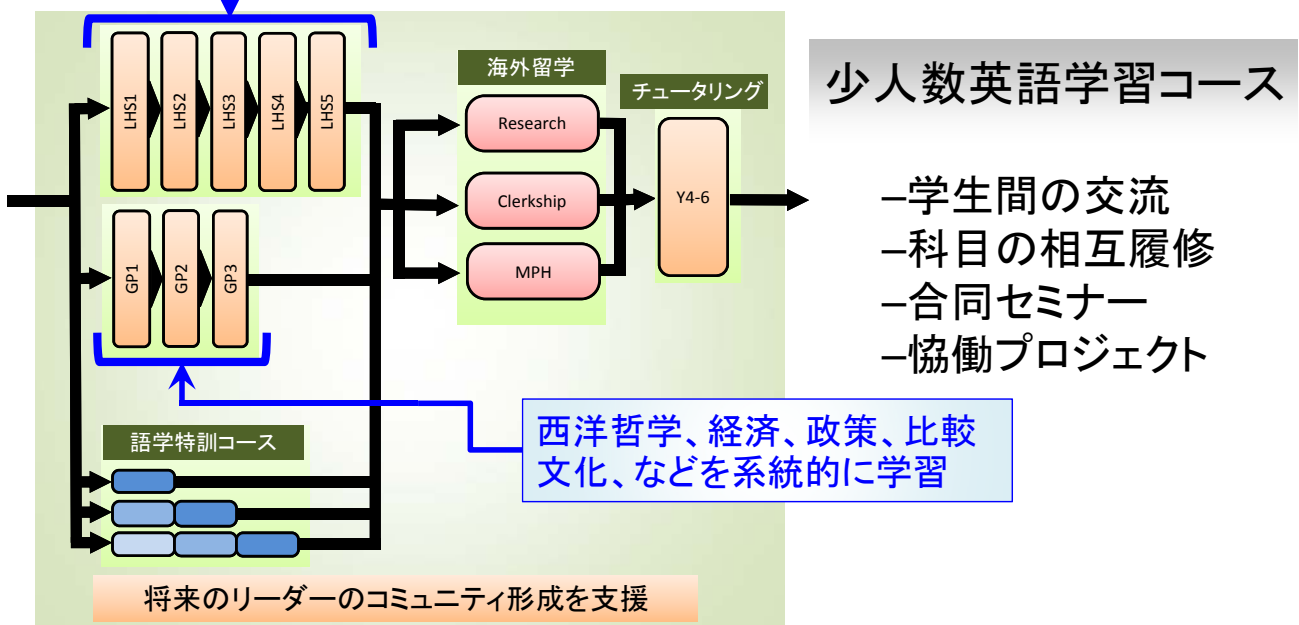 LHS1
LHS2
LHS3
LHS4
LHS5
GP1
GP2
GP3
語学特訓コース
海外留学
Research
Clerkship
MPH
チュータリング
Y4-6
西洋哲学、経済、政策、比較
文化、などを系統的に学習
将来のリーダーのコミュニティ形成を支援
少人数英語学習コース
–学生間の交流
–科目の相互履修
–合同セミナー
–恊働プロジェクト